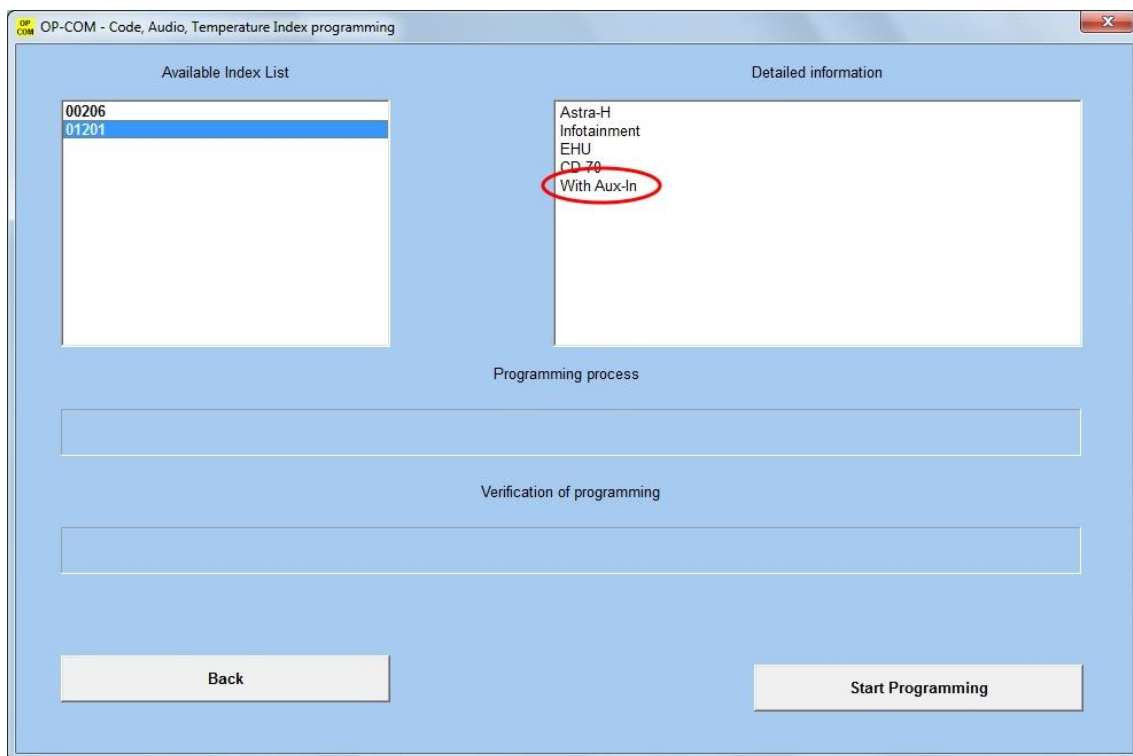 OP COM OP-COM - Code, Audio, Temperature Index programming
Available Index List
Detailed information
00206
01201
Astra-H
Infotainment
EHU
CD 70
With Aux-In
Programming process
Verification of programming
Back
Start Programming